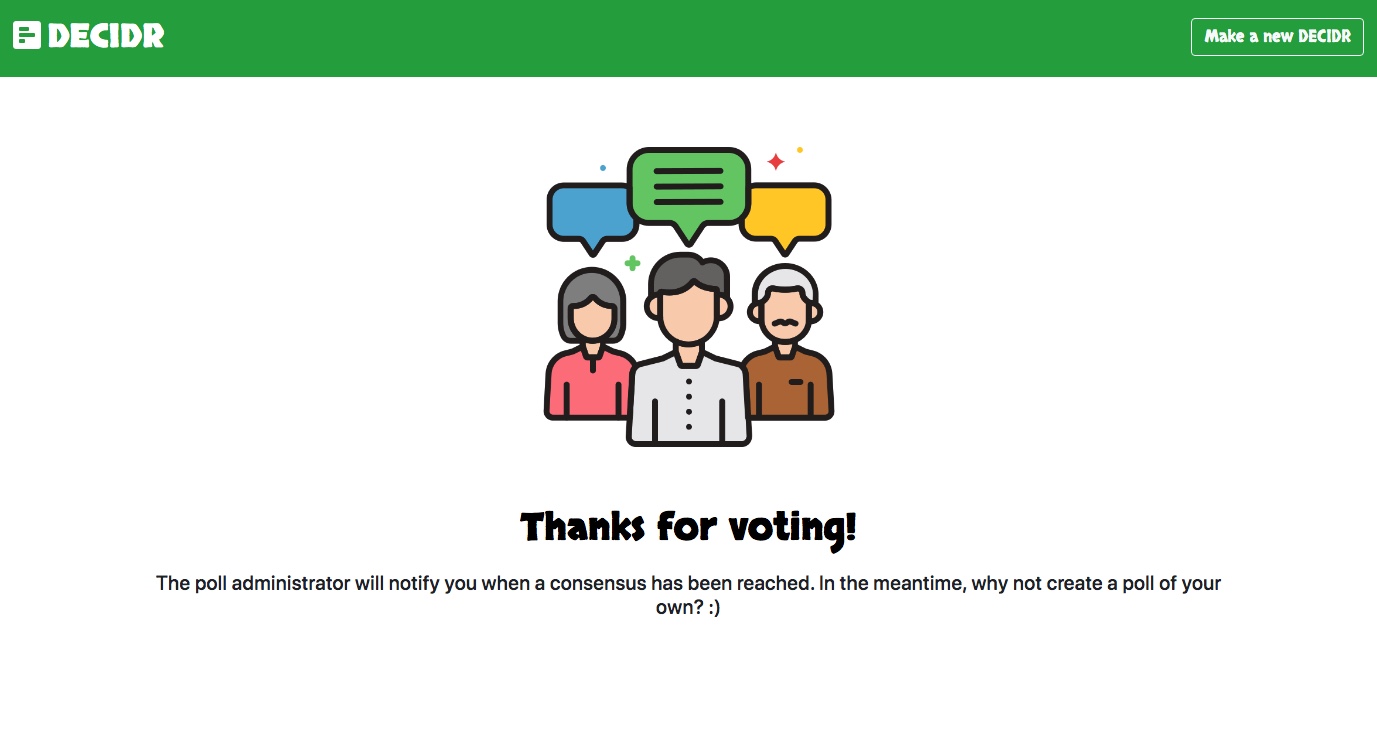 DECIDR
Make a new DECIDR
Thanks for voting!
The poll administrator will notify you when a consensus has been reached. In the meantime, why not create a poll of your
own? :)